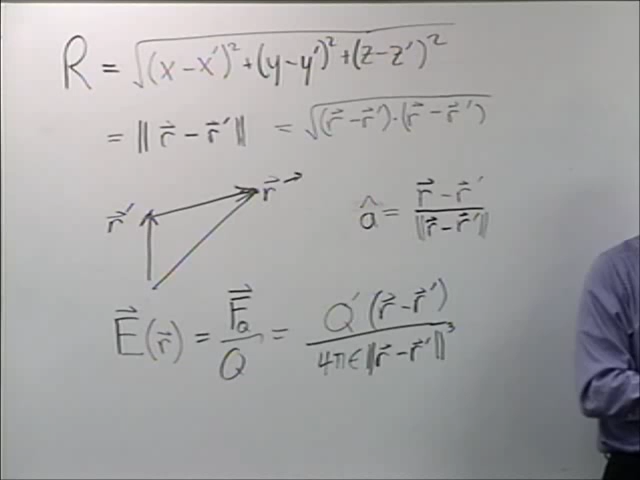 R = √(x-x')² + (y-y')² + (z-z')²
= ‖r⃗ - r⃗'‖ = √(r⃗-r⃗')·(r⃗-r⃗')
r⃗' r⃗
â = r⃗-r⃗' / ‖r⃗-r⃗'‖
E⃗(r⃗) = F⃗_Q / Q = Q'(r⃗-r⃗') / 4πϵ‖r⃗-r⃗'‖³